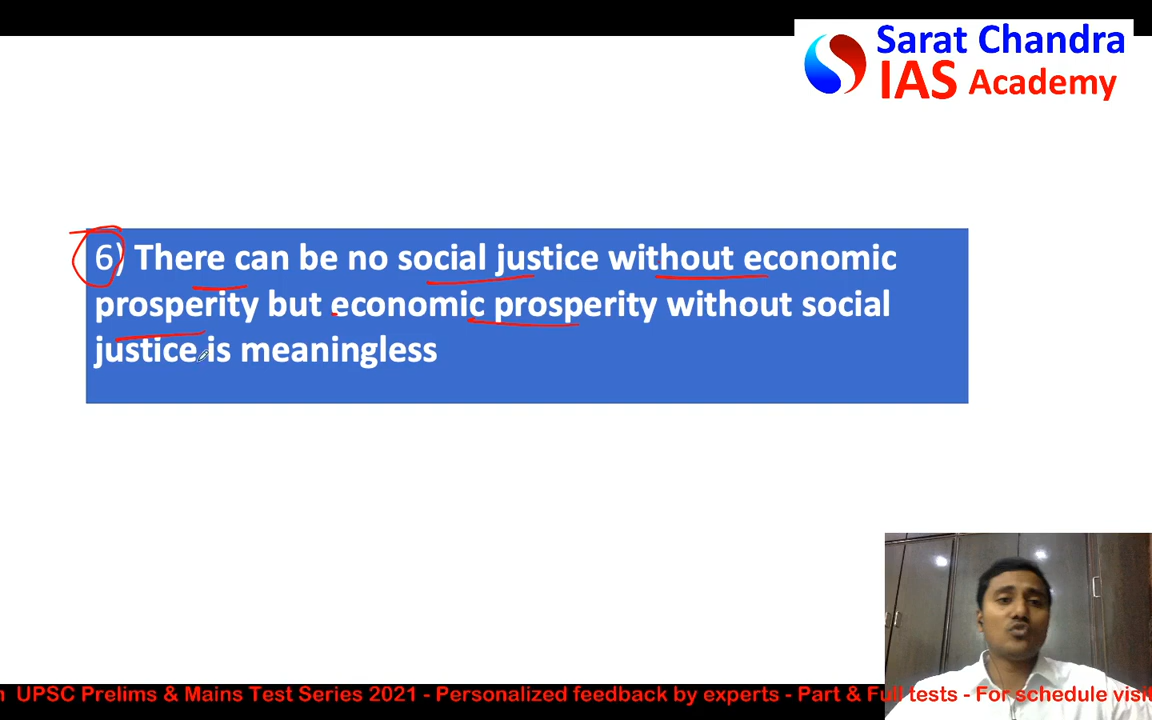 Sarat Chandra
IAS Academy
6) There can be no social justice without economic
prosperity but economic prosperity without social
justice is meaningless
UPSC Prelims & Mains Test Series 2021 - Personalized feedback by experts - Part & Full tests - For schedule visit